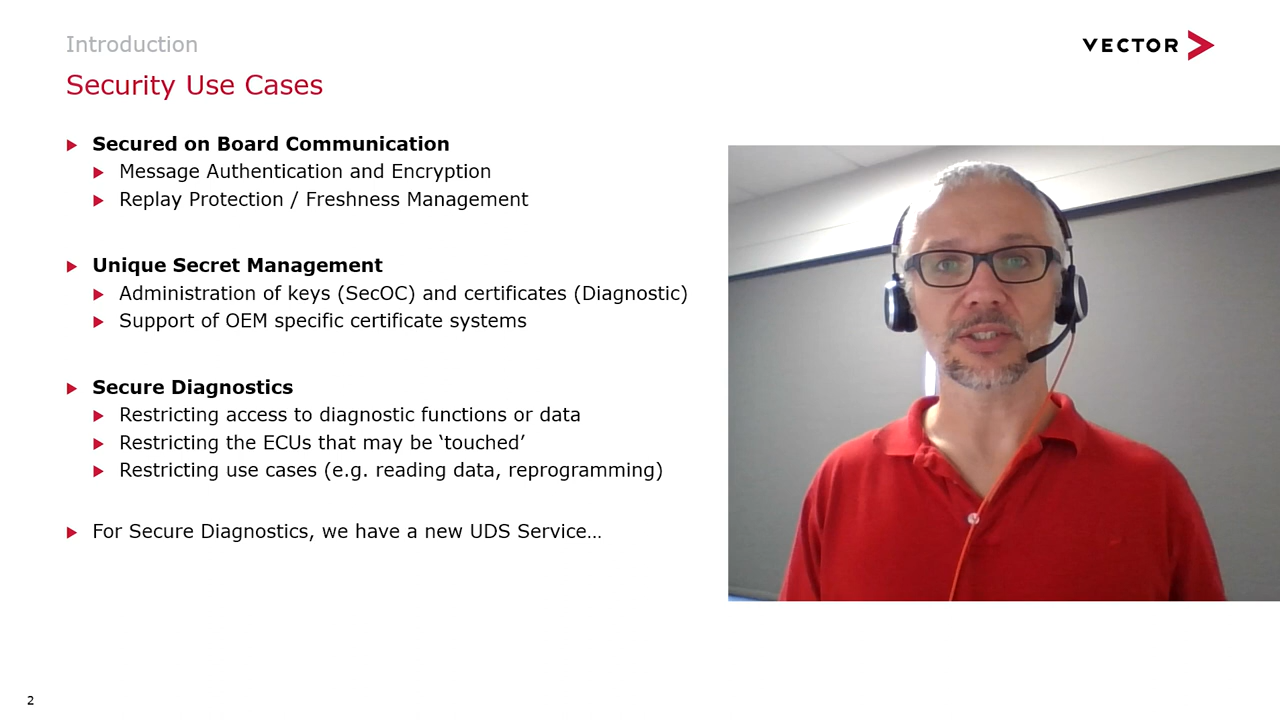 Introduction
VECTOR
Security Use Cases
Secured on Board Communication
Message Authentication and Encryption
Replay Protection / Freshness Management
Unique Secret Management
Administration of keys (SecOC) and certificates (Diagnostic)
Support of OEM specific certificate systems
Secure Diagnostics
Restricting access to diagnostic functions or data
Restricting the ECUs that may be ‘touched’
Restricting use cases (e.g. reading data, reprogramming)
For Secure Diagnostics, we have a new UDS Service…
2